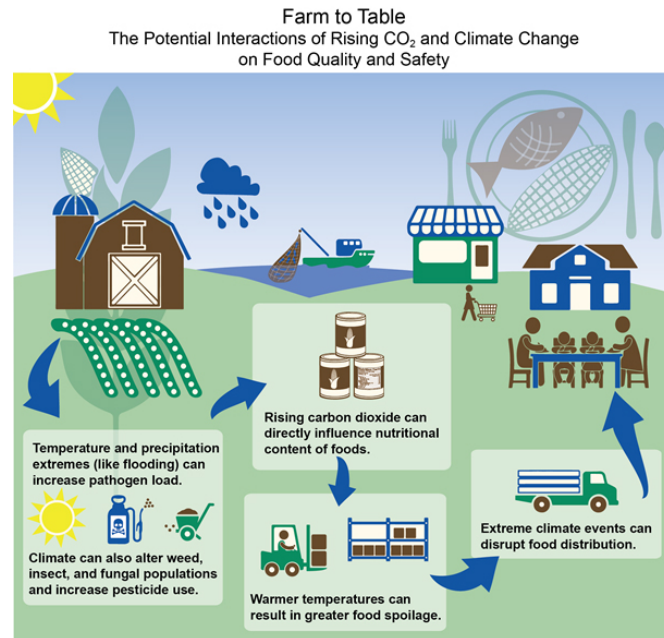 Farm to Table
The Potential Interactions of Rising CO₂ and Climate Change
on Food Quality and Safety
Temperature and precipitation
extremes (like flooding) can
increase pathogen load.
Climate can also alter weed,
insect, and fungal populations
and increase pesticide use.
Rising carbon dioxide can
directly influence nutritional
content of foods.
Warmer temperatures can
result in greater food spoilage.
Extreme climate events can
disrupt food distribution.